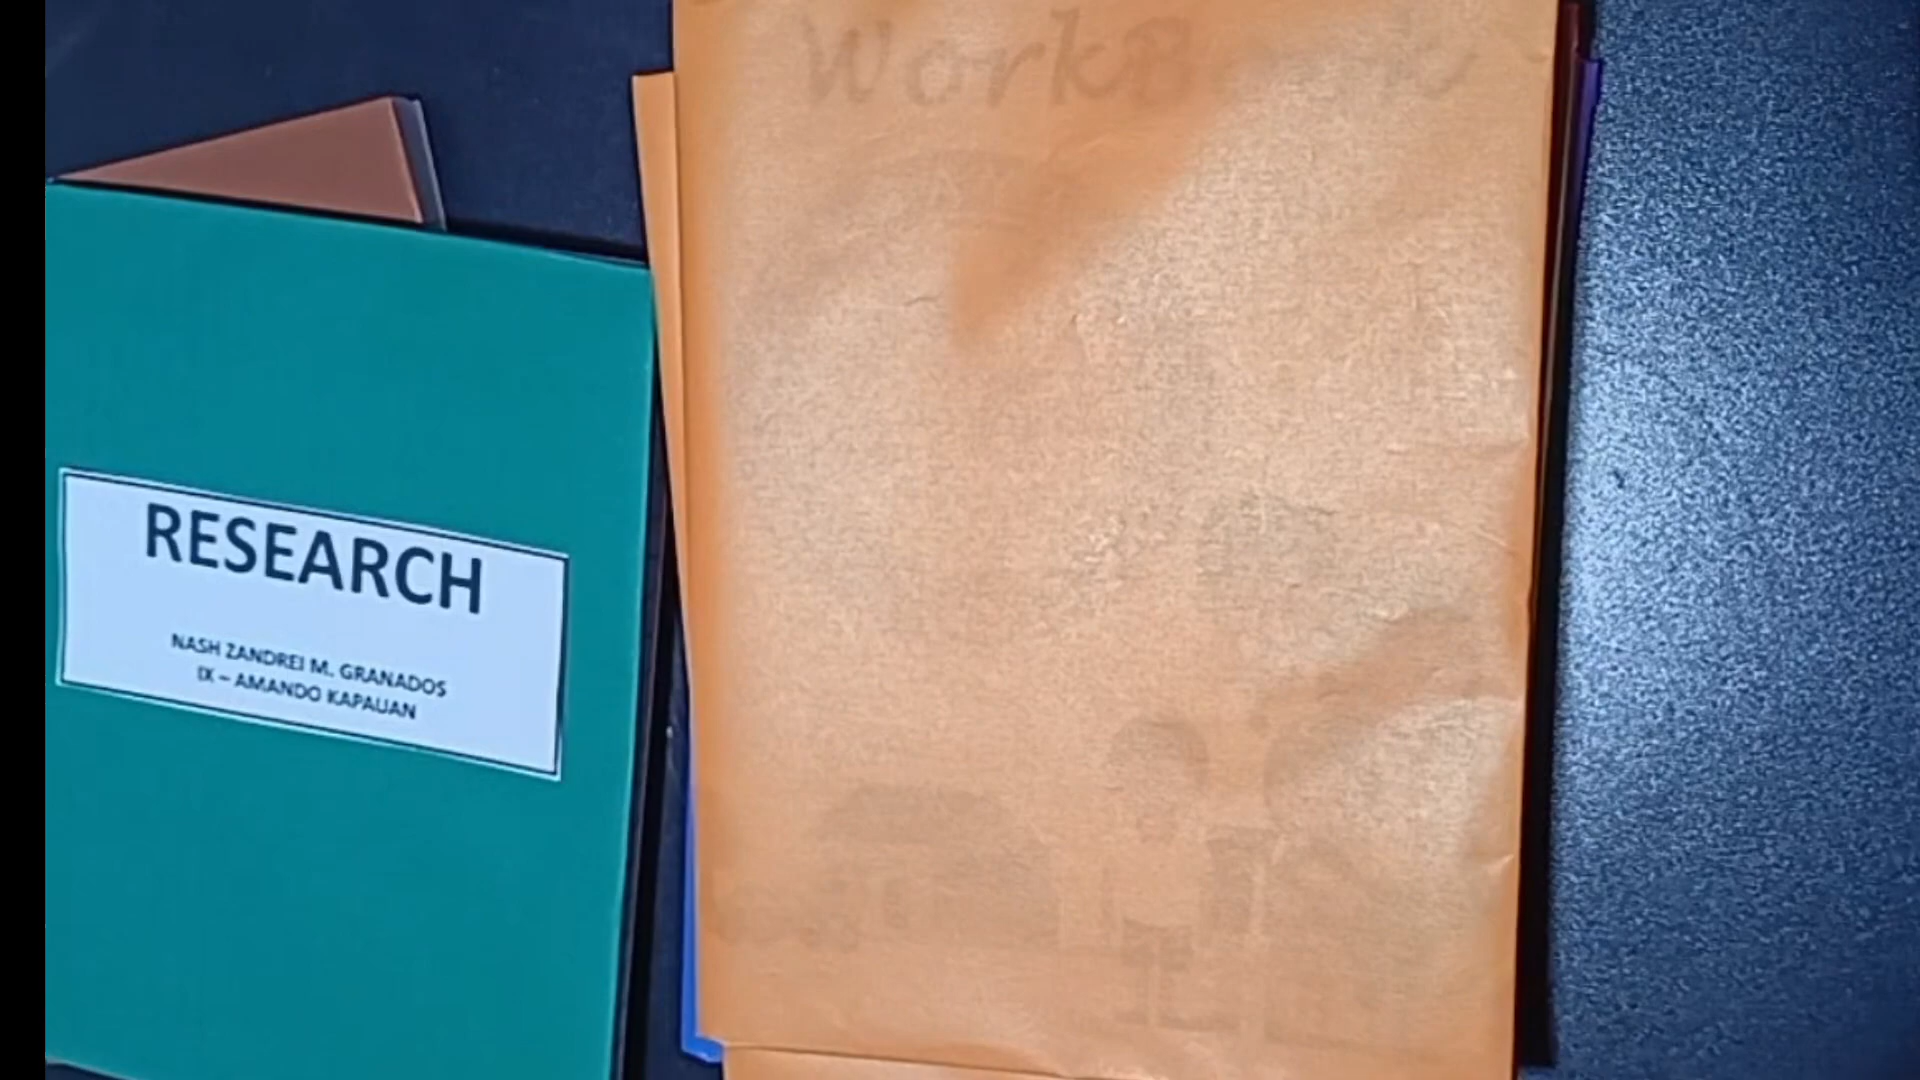 RESEARCH
NASH ZANDREI M. GRANADOS
IX – AMANDO KAPAUAN